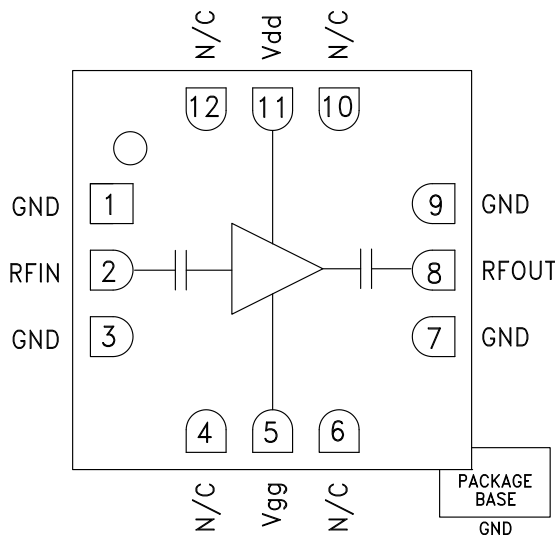 N/C
Vdd
N/C
12
11
10
GND
1
9
GND
RFIN
2
8
RFOUT
GND
3
7
GND
4
5
6
N/C
Vgg
N/C
PACKAGE
BASE
GND